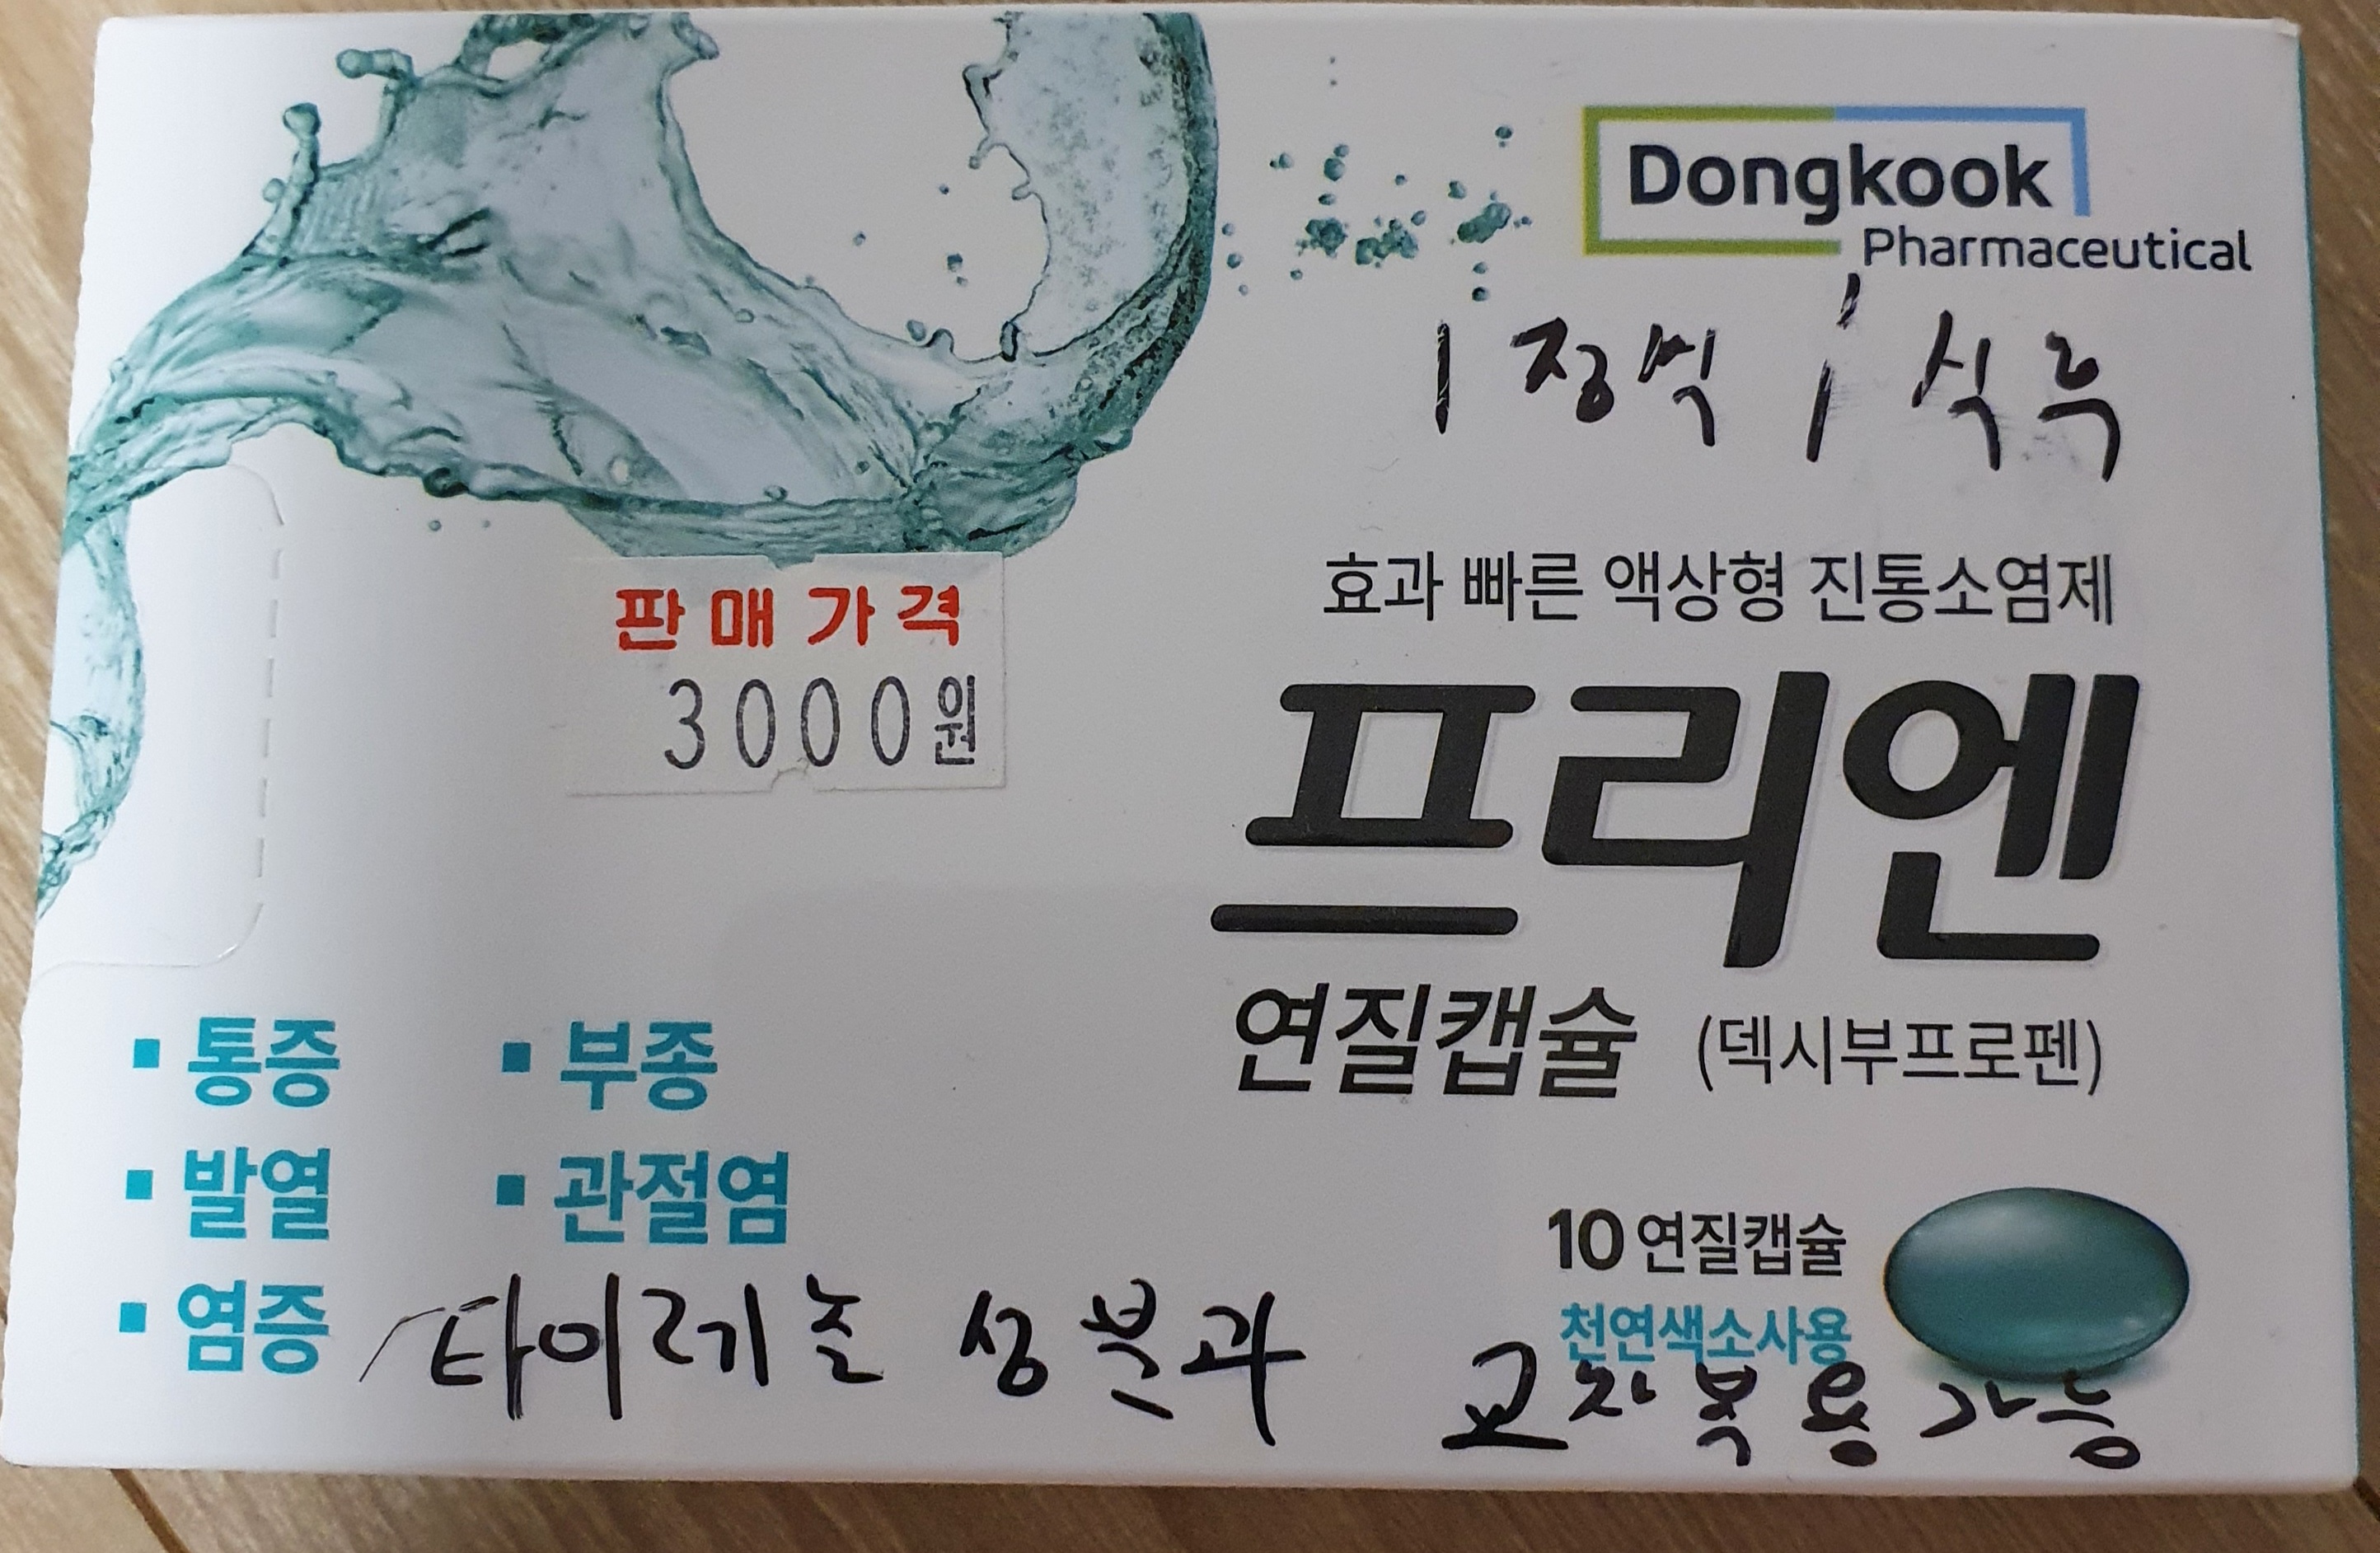 Dongkook
Pharmaceutical
1정씩 식후
효과 빠른 액상형 진통소염제
판매가격
3000원
프리엔
연질캡슐 (덱시부프로펜)
▪ 통증
▪ 부종
▪ 발열
▪ 관절염
▪ 염증
10 연질캡슐
천연색소사용
타이레놀 성분과 교차복용 가능